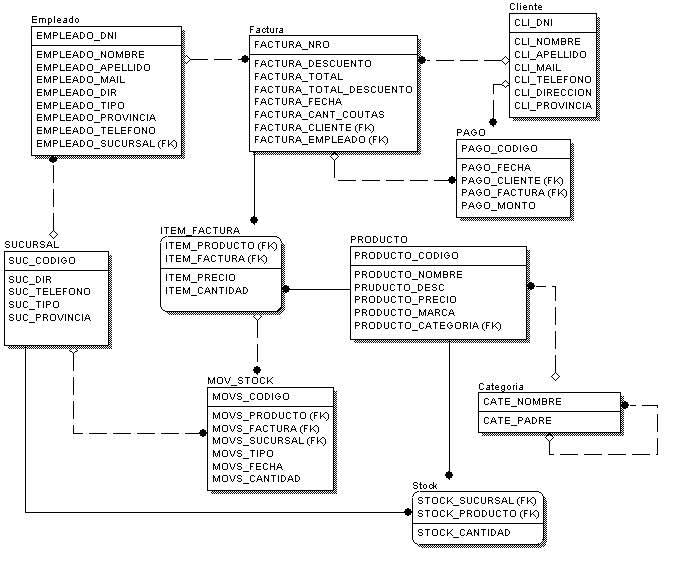 Empleado
EMPLEADO_DNI
EMPLEADO_NOMBRE
EMPLEADO_APELLIDO
EMPLEADO_MAIL
EMPLEADO_DIR
EMPLEADO_TIPO
EMPLEADO_PROVINCIA
EMPLEADO_TELEFONO
EMPLEADO_SUCURSAL (FK)
Factura
FACTURA_NRO
FACTURA_DESCUENTO
FACTURA_TOTAL
FACTURA_TOTAL_DESCUENTO
FACTURA_FECHA
FACTURA_CANT_COUTAS
FACTURA_CLIENTE (FK)
FACTURA_EMPLEADO (FK)
Cliente
CLI_DNI
CLI_NOMBRE
CLI_APELLIDO
CLI_MAIL
CLI_TELEFONO
CLI_DIRECCION
CLI_PROVINCIA
PAGO
PAGO_CODIGO
PAGO_FECHA
PAGO_CLIENTE (FK)
PAGO_FACTURA (FK)
PAGO_MONTO
SUCURSAL
SUC_CODIGO
SUC_DIR
SUC_TELEFONO
SUC_TIPO
SUC_PROVINCIA
ITEM_FACTURA
ITEM_PRODUCTO (FK)
ITEM_FACTURA (FK)
ITEM_PRECIO
ITEM_CANTIDAD
PRODUCTO
PRODUCTO_CODIGO
PRODUCTO_NOMBRE
PRUDUCTO_DESC
PRODUCTO_PRECIO
PRODUCTO_MARCA
PRODUCTO_CATEGORIA (FK)
MOV_STOCK
MOVS_CODIGO
MOVS_PRODUCTO (FK)
MOVS_FACTURA (FK)
MOVS_SUCURSAL (FK)
MOVS_TIPO
MOVS_FECHA
MOVS_CANTIDAD
Categoria
CATE_NOMBRE
CATE_PADRE
Stock
STOCK_SUCURSAL (FK)
STOCK_PRODUCTO (FK)
STOCK_CANTIDAD